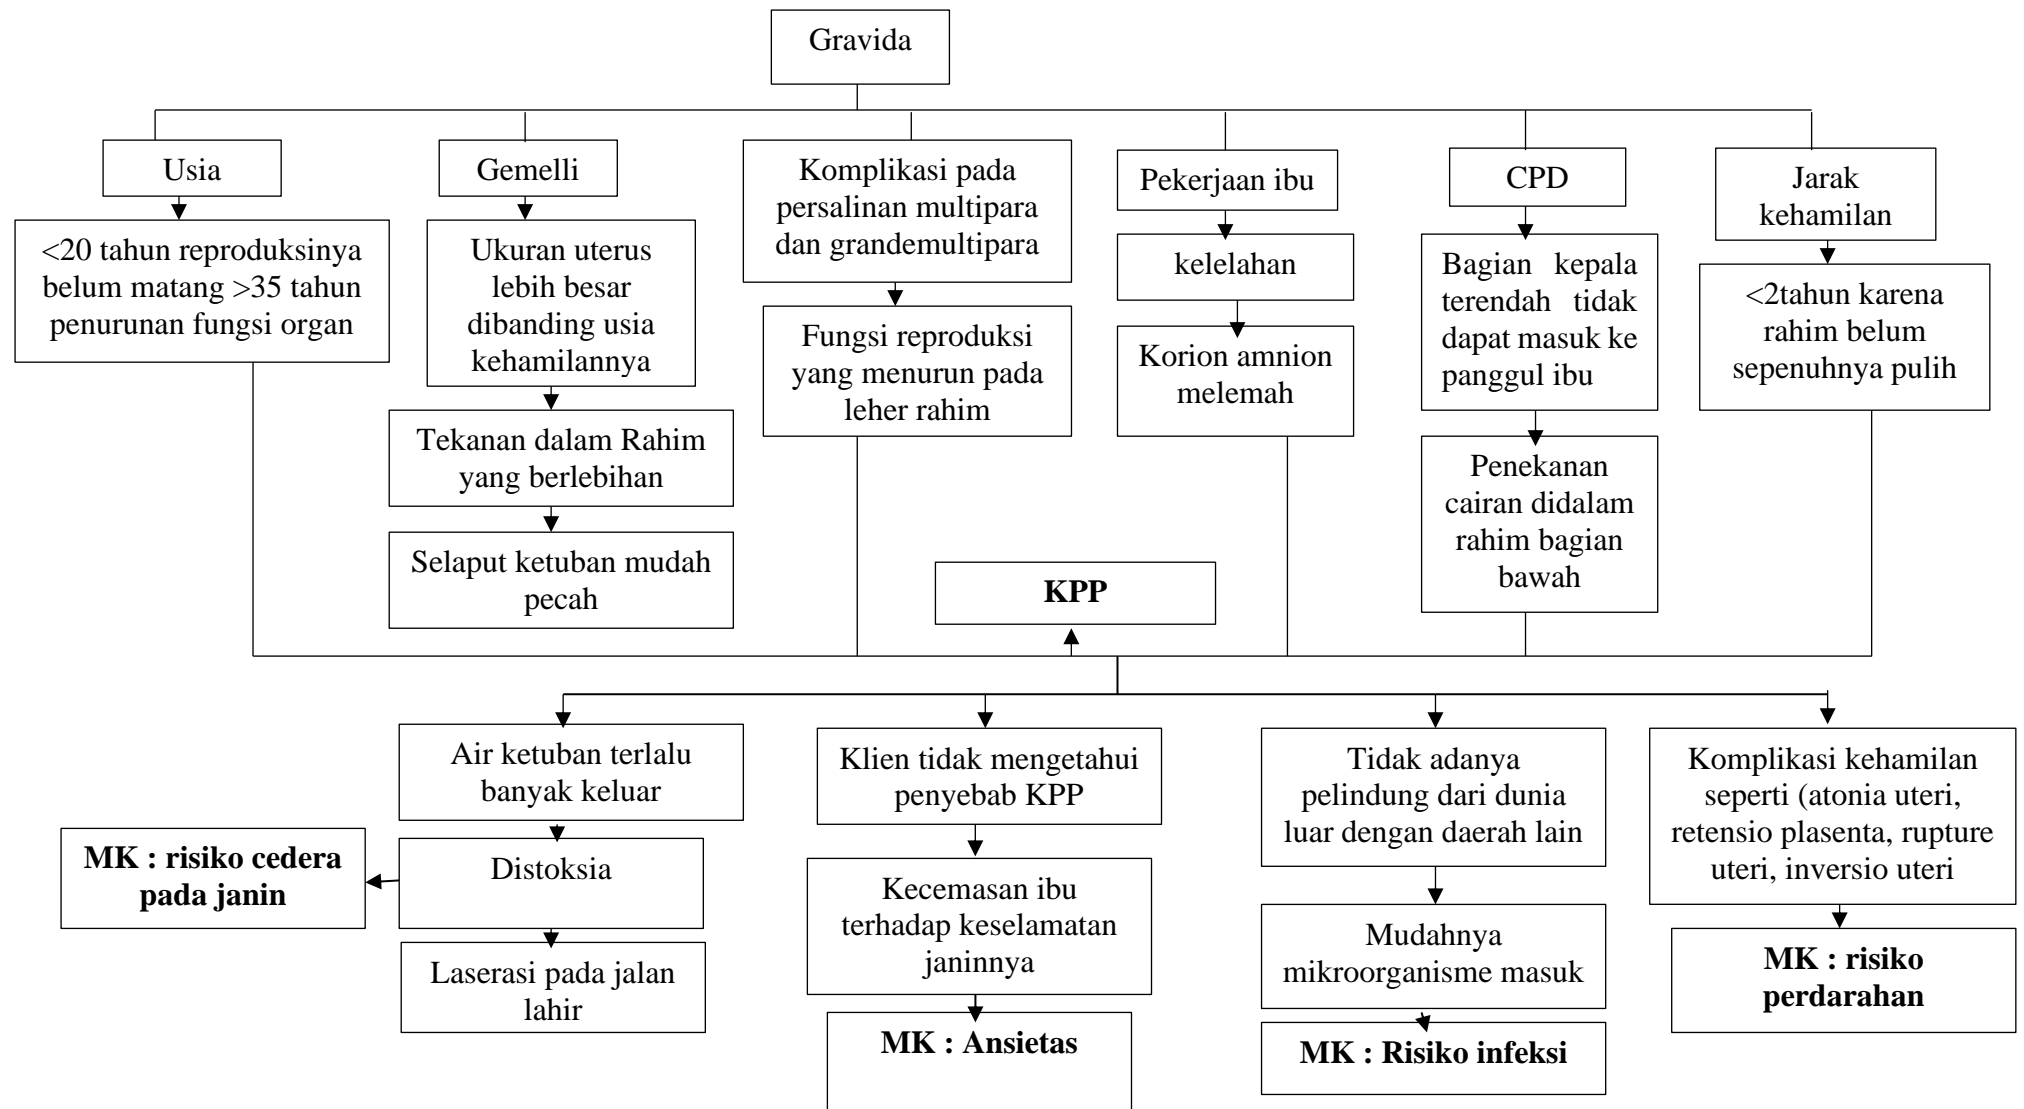 Gravida
Usia
Gemelli
Komplikasi pada
persalinan multipara
dan grandemultipara
Pekerjaan ibu
CPD
Jarak
kehamilan
<20 tahun reproduksinya
belum matang >35 tahun
penurunan fungsi organ
Ukuran uterus
lebih besar
dibanding usia
kehamilannya
Fungsi reproduksi
yang menurun pada
leher rahim
kelelahan
Korion amnion
melemah
Bagian kepala
terendah tidak
dapat masuk ke
panggul ibu
<2tahun karena
rahim belum
sepenuhnya pulih
Tekanan dalam Rahim
yang berlebihan
Selaput ketuban mudah
pecah
Penekanan
cairan didalam
rahim bagian
bawah
KPP
Air ketuban terlalu
banyak keluar
Klien tidak mengetahui
penyebab KPP
Tidak adanya
pelindung dari dunia
luar dengan daerah lain
Komplikasi kehamilan
seperti (atonia uteri,
retensio plasenta, rupture
uteri, inversio uteri
MK : risiko cedera
pada janin
Distoksia
Kecemasan ibu
terhadap keselamatan
janinnya
Mudahnya
mikroorganisme masuk
MK : risiko
perdarahan
Laserasi pada jalan
lahir
MK : Ansietas
MK : Risiko infeksi